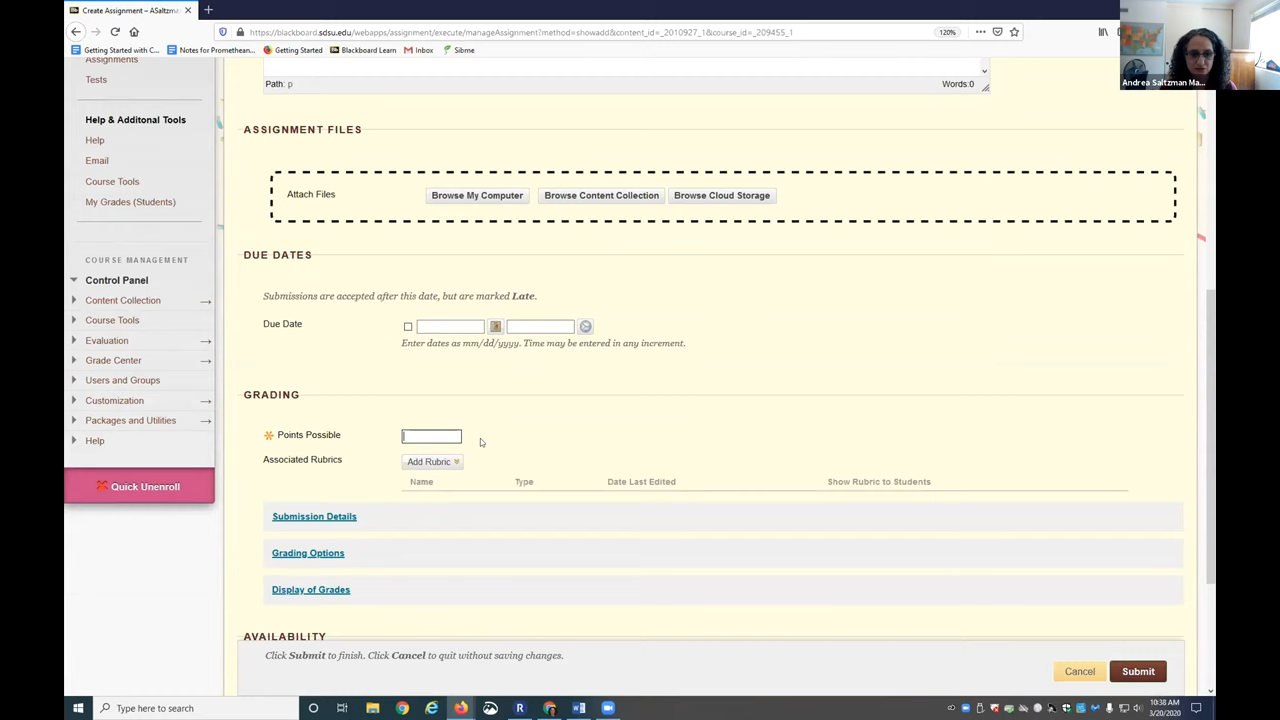 Create Assignment – ASaltzma
https://blackboard.sdsu.edu/webapps/assignment/execute/manageAssignment?method=showadd&content_id=_2010927_1&course_id=_209455_1
120%
Getting Started with C...
Notes for Promethean...
Getting Started
Blackboard Learn
Inbox
Sibme
Andrea Saltzman Ma...
Assignments
Tests
Help & Additonal Tools
Help
Email
Course Tools
My Grades (Students)
COURSE MANAGEMENT
Control Panel
Content Collection
Course Tools
Evaluation
Grade Center
Users and Groups
Customization
Packages and Utilities
Help
Quick Unenroll
Path: p
Words:0
ASSIGNMENT FILES
Attach Files
Browse My Computer
Browse Content Collection
Browse Cloud Storage
DUE DATES
Submissions are accepted after this date, but are marked Late.
Due Date
Enter dates as mm/dd/yyyy. Time may be entered in any increment.
GRADING
Points Possible
Associated Rubrics
Add Rubric
Name Type Date Last Edited Show Rubric to Students
Submission Details
Grading Options
Display of Grades
AVAILABILITY
Click Submit to finish. Click Cancel to quit without saving changes.
Cancel
Submit
Type here to search
10:38 AM
3/20/2020